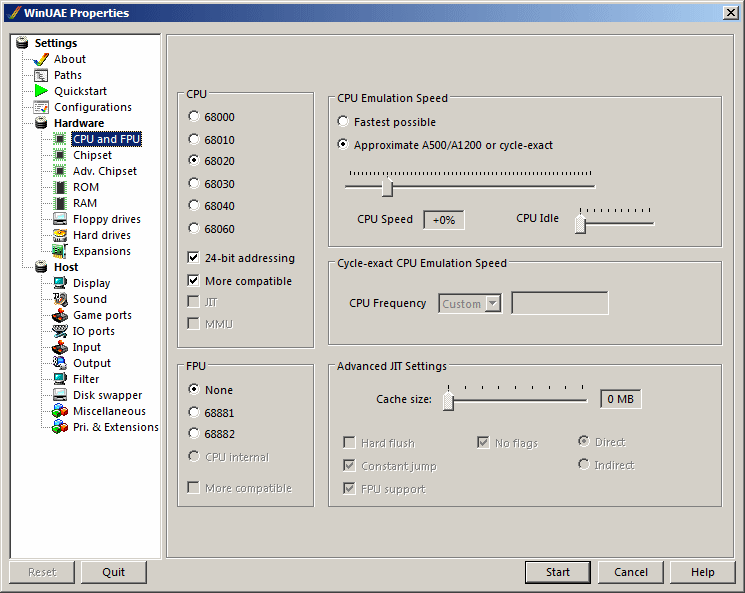 WinUAE Properties
Settings
About
Paths
Quickstart
Configurations
Hardware
CPU and FPU
Chipset
Adv. Chipset
ROM
RAM
Floppy drives
Hard drives
Expansions
Host
Display
Sound
Game ports
IO ports
Input
Output
Filter
Disk swapper
Miscellaneous
Pri. & Extensions
CPU
68000
68010
68020
68030
68040
68060
24-bit addressing
More compatible
JIT
MMU
FPU
None
68881
68882
CPU internal
More compatible
CPU Emulation Speed
Fastest possible
Approximate A500/A1200 or cycle-exact
CPU Speed +0% CPU Idle
Cycle-exact CPU Emulation Speed
CPU Frequency Custom
Advanced JIT Settings
Cache size: 0 MB
Hard flush No flags Direct
Constant jump Indirect
FPU support
Reset Quit Start Cancel Help